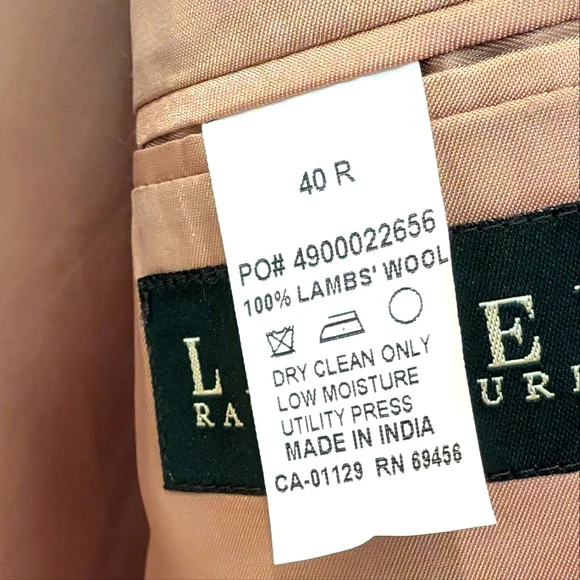 40 R
PO# 4900022656
100% LAMBS' WOOL
DRY CLEAN ONLY
LOW MOISTURE
UTILITY PRESS
MADE IN INDIA
CA-01129 RN 69456